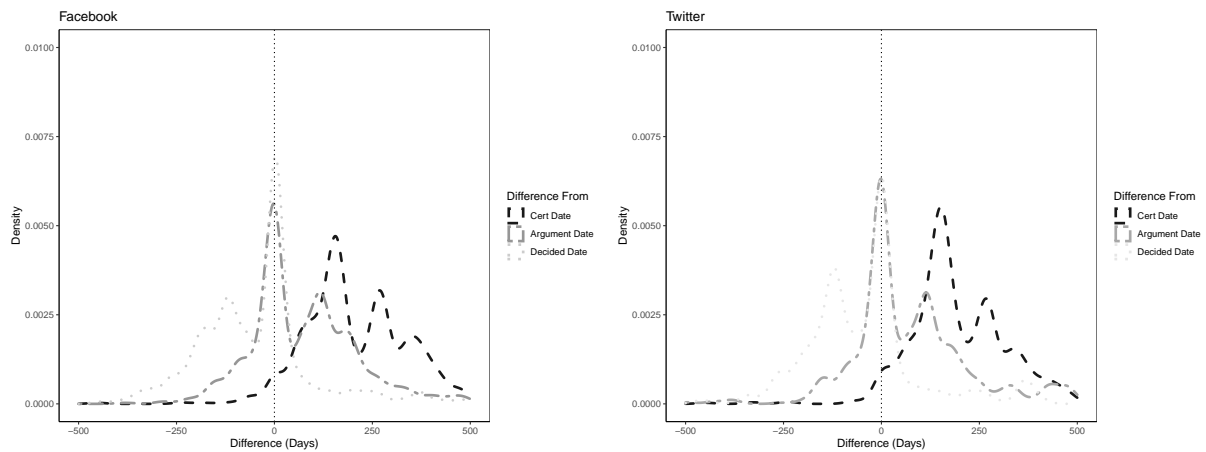 Facebook
0.0100
0.0075
0.0050
0.0025
0.0000
Density
−500
−250
0
250
500
Difference (Days)
Difference From
Cert Date
Argument Date
Decided Date
Twitter
0.0100
0.0075
0.0050
0.0025
0.0000
Density
−500
−250
0
250
500
Difference (Days)
Difference From
Cert Date
Argument Date
Decided Date